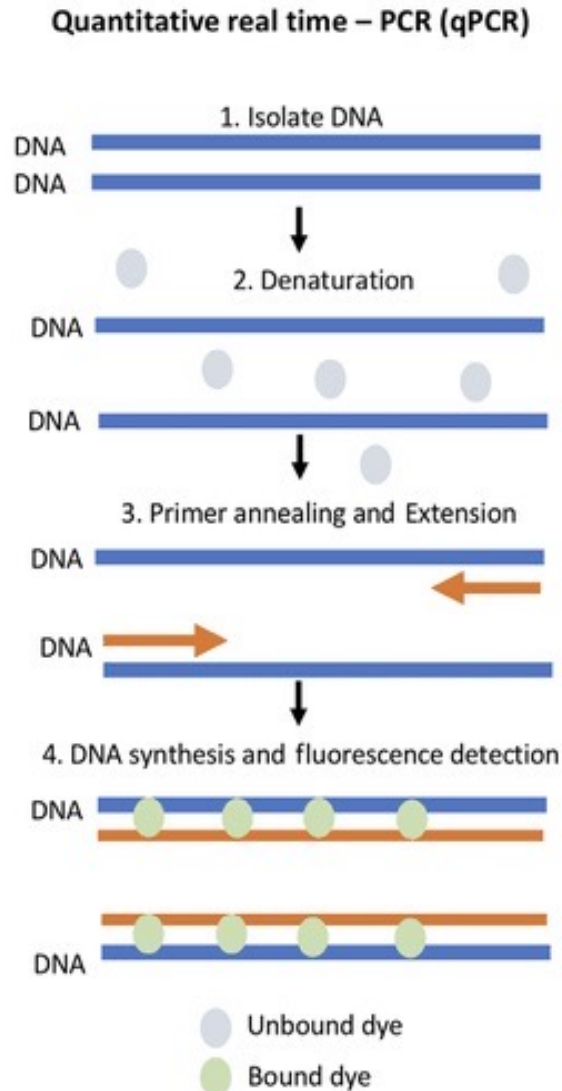 Quantitative real time – PCR (qPCR)
1. Isolate DNA
DNA
DNA
2. Denaturation
DNA
DNA
3. Primer annealing and Extension
DNA
DNA
4. DNA synthesis and fluorescence detection
DNA
DNA
Unbound dye
Bound dye